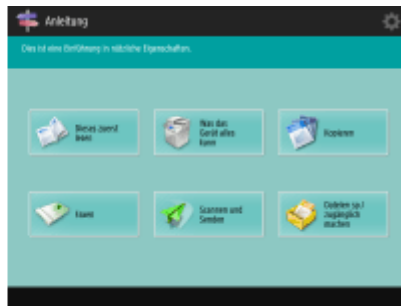 Anleitung
Dies ist eine Einführung in nützliche Eigenschaften.
Dieses zuerst
lesen
Was das
Gerät alles
kann
Kopieren
Faxen
Scannen und
Senden
Dateien sp./
zugänglich
machen